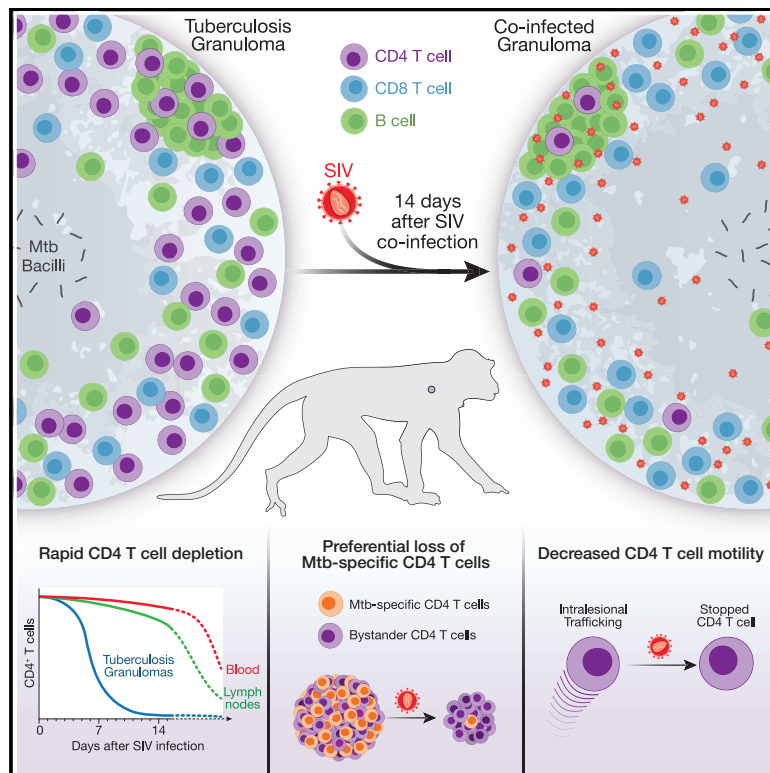 Tuberculosis
Granuloma
Co-infected
Granuloma
CD4 T cell
CD8 T cell
B cell
SIV
14 days
after SIV
co-infection
Mtb
Bacilli
Rapid CD4 T cell depletion
CD4⁺ T cells
Tuberculosis
Granulomas
Blood
Lymph
nodes
0
7
14
Days after SIV infection
Preferential loss of
Mtb-specific CD4 T cells
Mtb-specific CD4 T cells
Bystander CD4 T cells
Decreased CD4 T cell motility
Intralesional
Trafficking
Stopped
CD4 T cell